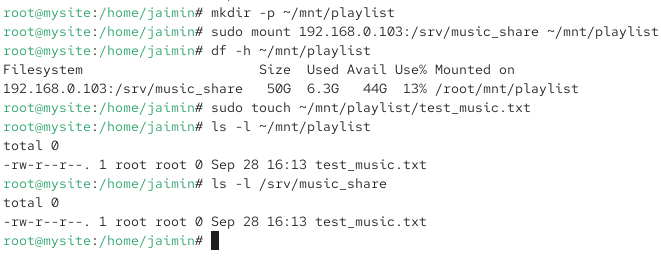 root@mysite:/home/jaimin# mkdir -p ~/mnt/playlist
root@mysite:/home/jaimin# sudo mount 192.168.0.103:/srv/music_share ~/mnt/playlist
root@mysite:/home/jaimin# df -h ~/mnt/playlist
Filesystem                      Size  Used Avail Use% Mounted on
192.168.0.103:/srv/music_share   50G  6.3G   44G  13% /root/mnt/playlist
root@mysite:/home/jaimin# sudo touch ~/mnt/playlist/test_music.txt
root@mysite:/home/jaimin# ls -l ~/mnt/playlist
total 0
-rw-r--r--. 1 root root 0 Sep 28 16:13 test_music.txt
root@mysite:/home/jaimin# ls -l /srv/music_share
total 0
-rw-r--r--. 1 root root 0 Sep 28 16:13 test_music.txt
root@mysite:/home/jaimin#